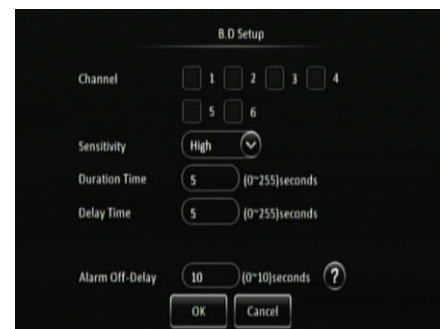 B.D Setup
Channel 1 2 3 4
5 6
Sensitivity High
Duration Time 5 (0~255)seconds
Delay Time 5 (0~255)seconds
Alarm Off-Delay 10 (0~10)seconds ?
OK Cancel